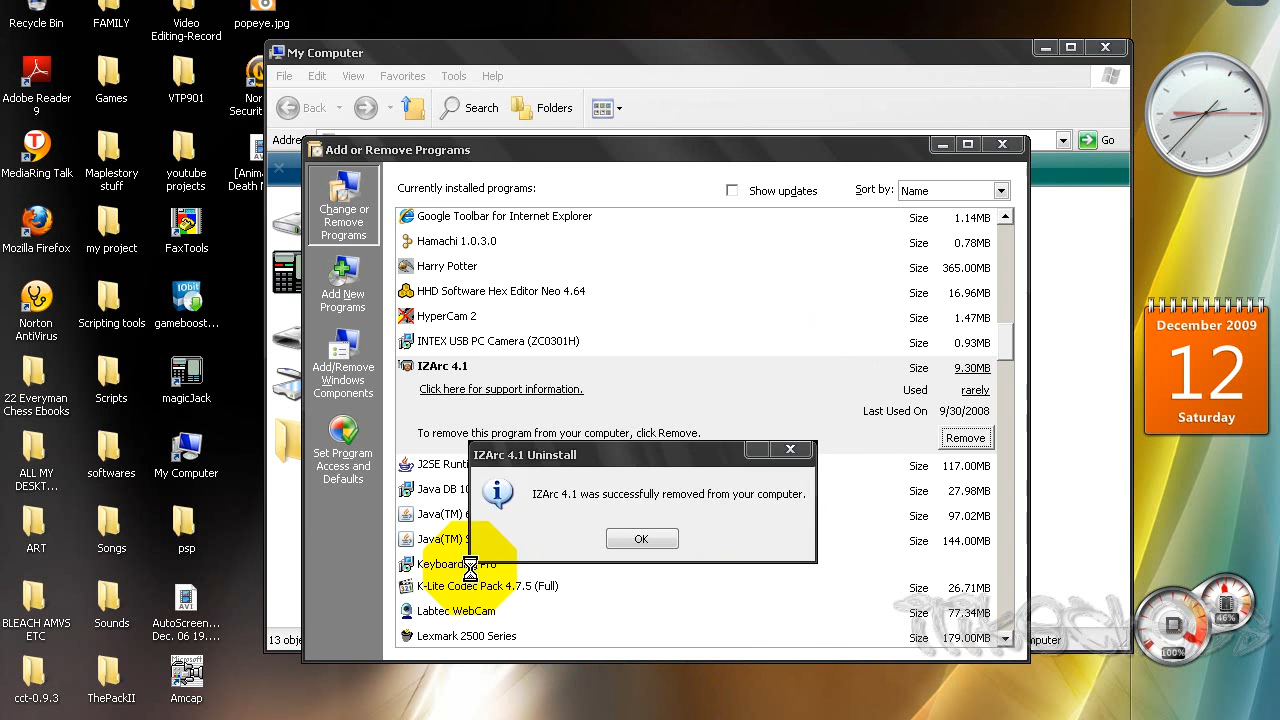 Recycle Bin
FAMILY
Video
Editing-Record
popeye.jpg
Adobe Reader
9
Games
VTP901
Nor
Securit
MediaRing Talk
Maplestory
stuff
youtube
projects
[Anim
Death N
Mozilla Firefox
my project
FaxTools
Norton
AntiVirus
Scripting tools
gameboost...
22 Everyman
Chess Ebooks
Scripts
magicJack
ALL MY
DESKT...
softwares
My Computer
ART
Songs
psp
BLEACH AMVS
ETC
Sounds
AutoScreen...
Dec. 06 19....
cct-0.9.3
ThePackII
Microsoft
Amcap
My Computer
File Edit View Favorites Tools Help
Back Search Folders
Addre Go
13 obje
mputer
Add or Remove Programs
Change or
Remove
Programs
Add New
Programs
Add/Remove
Windows
Components
Set Program
Access and
Defaults
Currently installed programs: Show updates Sort by: Name
Google Toolbar for Internet Explorer Size 1.14MB
Hamachi 1.0.3.0 Size
Harry Potter Size
HHD Software Hex Editor Neo 4.64 Size 16.96MB
HyperCam 2 Size 1.47MB
INTEX USB PC Camera (ZC0301H) Size 0.93MB
IZArc 4.1 Size 9.30MB
Click here for support information. Used rarely
Last Used On 9/30/2008
To remove this program from your computer, click Remove. Remove
J2SE Runti Size 117.00MB
Java DB 10 Size 27.98MB
Java(TM) 6 Size 97.02MB
Java(TM) S Size 144.00MB
Keyboard Pro
K-Lite Codec Pack 4.7.5 (Full) Size 26.71MB
Labtec WebCam Size
Lexmark 2500 Series Size 179.00MB
IZArc 4.1 Uninstall
IZArc 4.1 was successfully removed from your computer.
OK
December 2009
12
Saturday
46%
100%